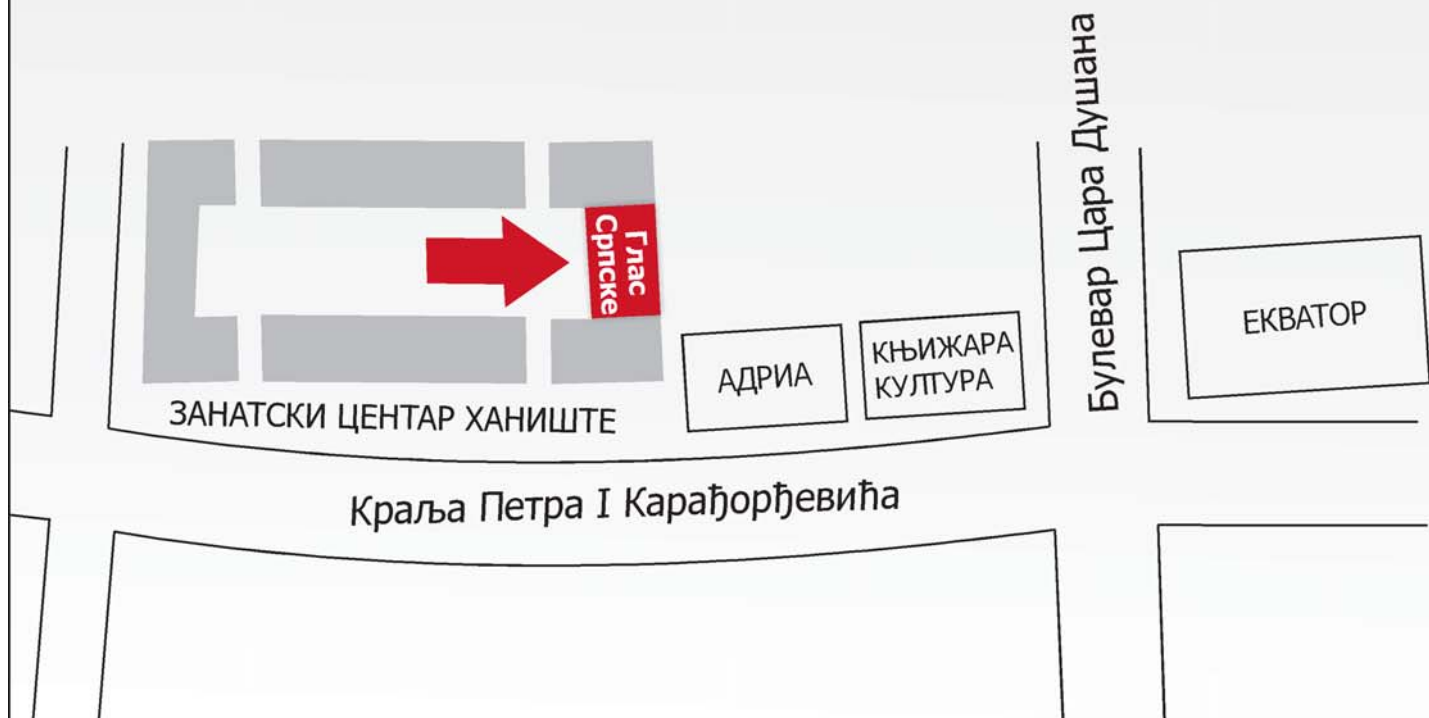 Булевар Цара Душана
Глас
Српске
ЕКВАТОР
КЊИЖАРА
КУЛТУРА
АДРИА
ЗАНАТСКИ ЦЕНТАР ХАНИШТЕ
Краља Петра I Карађорђевића